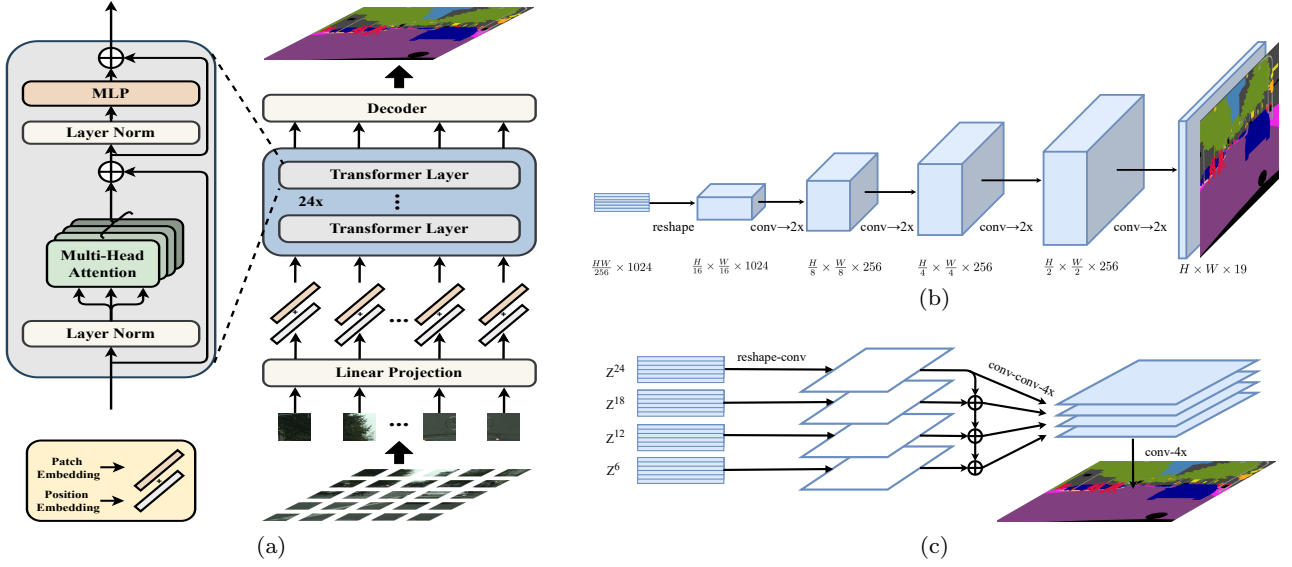 MLP
Layer Norm
Multi-Head
Attention
Layer Norm
Patch
Embedding
Position
Embedding
+
Decoder
Transformer Layer
24x
Transformer Layer
+ + ... + +
Linear Projection
...
(a)
reshape
conv→2x
conv→2x
conv→2x
conv→2x
HW/256 × 1024
H/16 × W/16 × 1024
H/8 × W/8 × 256
H/4 × W/4 × 256
H/2 × W/2 × 256
H × W × 19
(b)
Z^24
Z^18
Z^12
Z^6
reshape-conv
conv-conv-4x
conv-4x
(c)